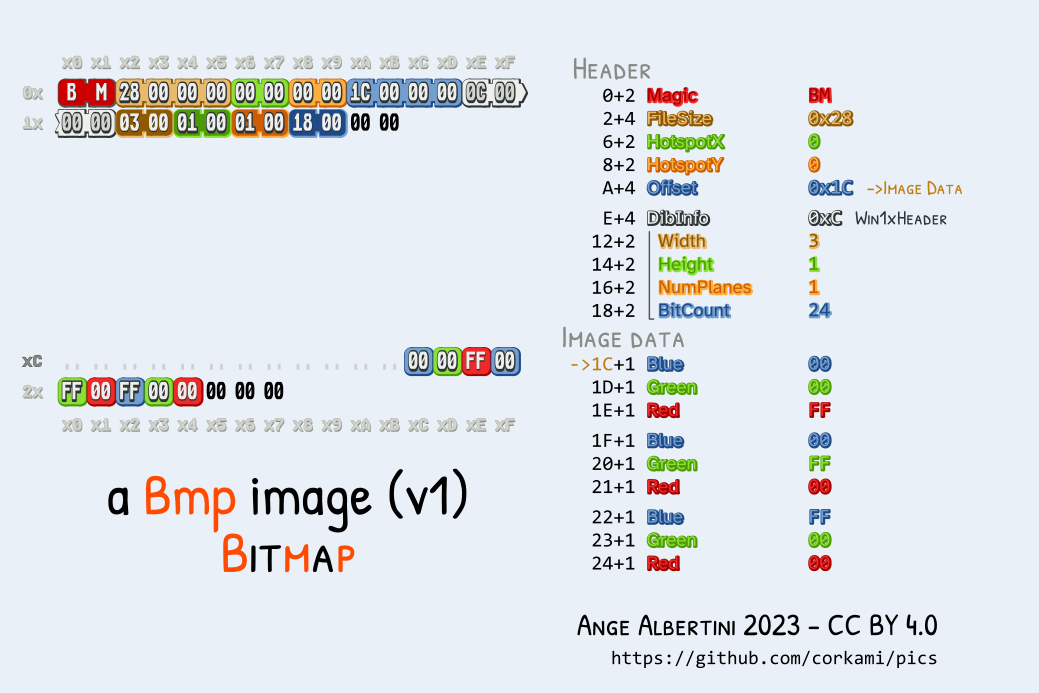 x0 x1 x2 x3 x4 x5 x6 x7 x8 x9 xA xB xC xD xE xF
0x B M 28 00 00 00 00 00 00 00 1C 00 00 00 0C 00
1x 00 00 03 00 01 00 01 00 18 00 00 00
xC .. .. .. .. .. .. .. .. .. .. .. .. 00 00 FF 00
2x FF 00 FF 00 00 00 00 00
x0 x1 x2 x3 x4 x5 x6 x7 x8 x9 xA xB xC xD xE xF
a Bmp image (v1)
BITMAP
HEADER
0+2 Magic BM
2+4 FileSize 0x28
6+2 HotspotX 0
8+2 HotspotY 0
A+4 Offset 0x1C ->IMAGE DATA
E+4 DibInfo 0xC WIN1XHEADER
12+2 Width 3
14+2 Height 1
16+2 NumPlanes 1
18+2 BitCount 24
IMAGE DATA
->1C+1 Blue 00
1D+1 Green 00
1E+1 Red FF
1F+1 Blue 00
20+1 Green FF
21+1 Red 00
22+1 Blue FF
23+1 Green 00
24+1 Red 00
ANGE ALBERTINI 2023 – CC BY 4.0
https://github.com/corkami/pics